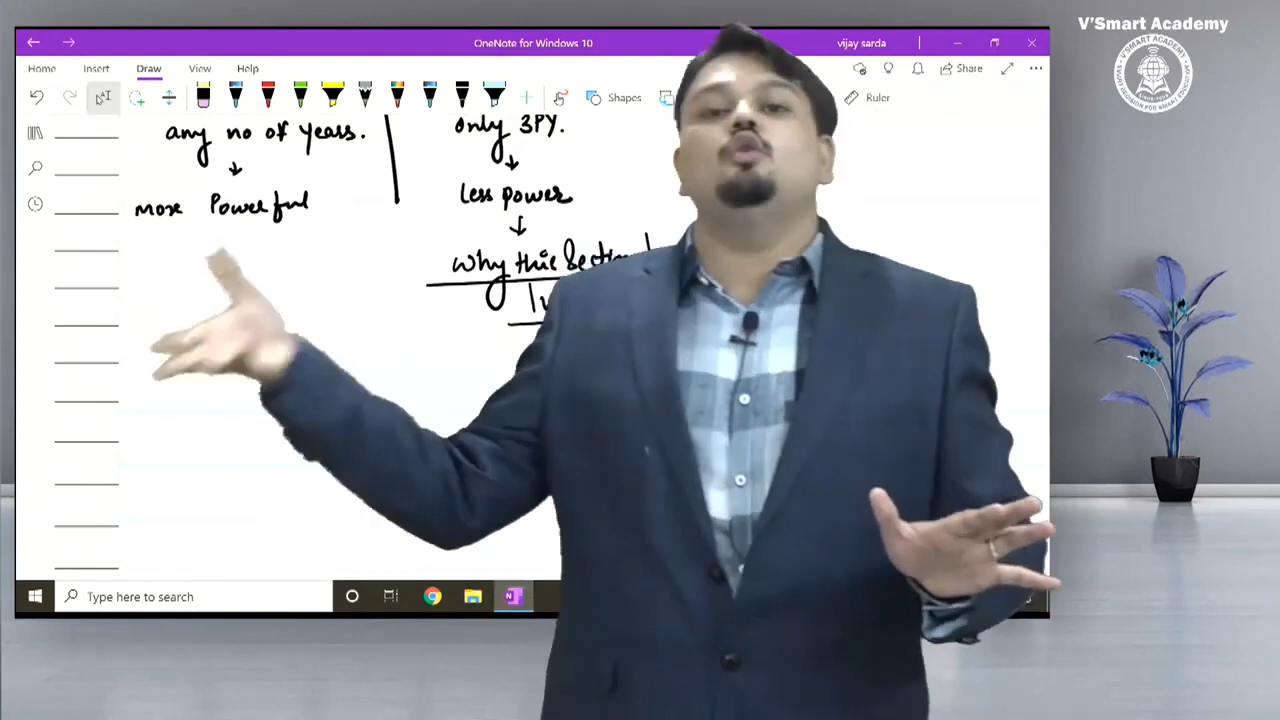 V'Smart Academy
OneNote for Windows 10
vijay sarda
Home Insert Draw View Help
Share
Shapes
Ruler
any no of years.
more Powerful
only 3PY.
less power
why this
Type here to search